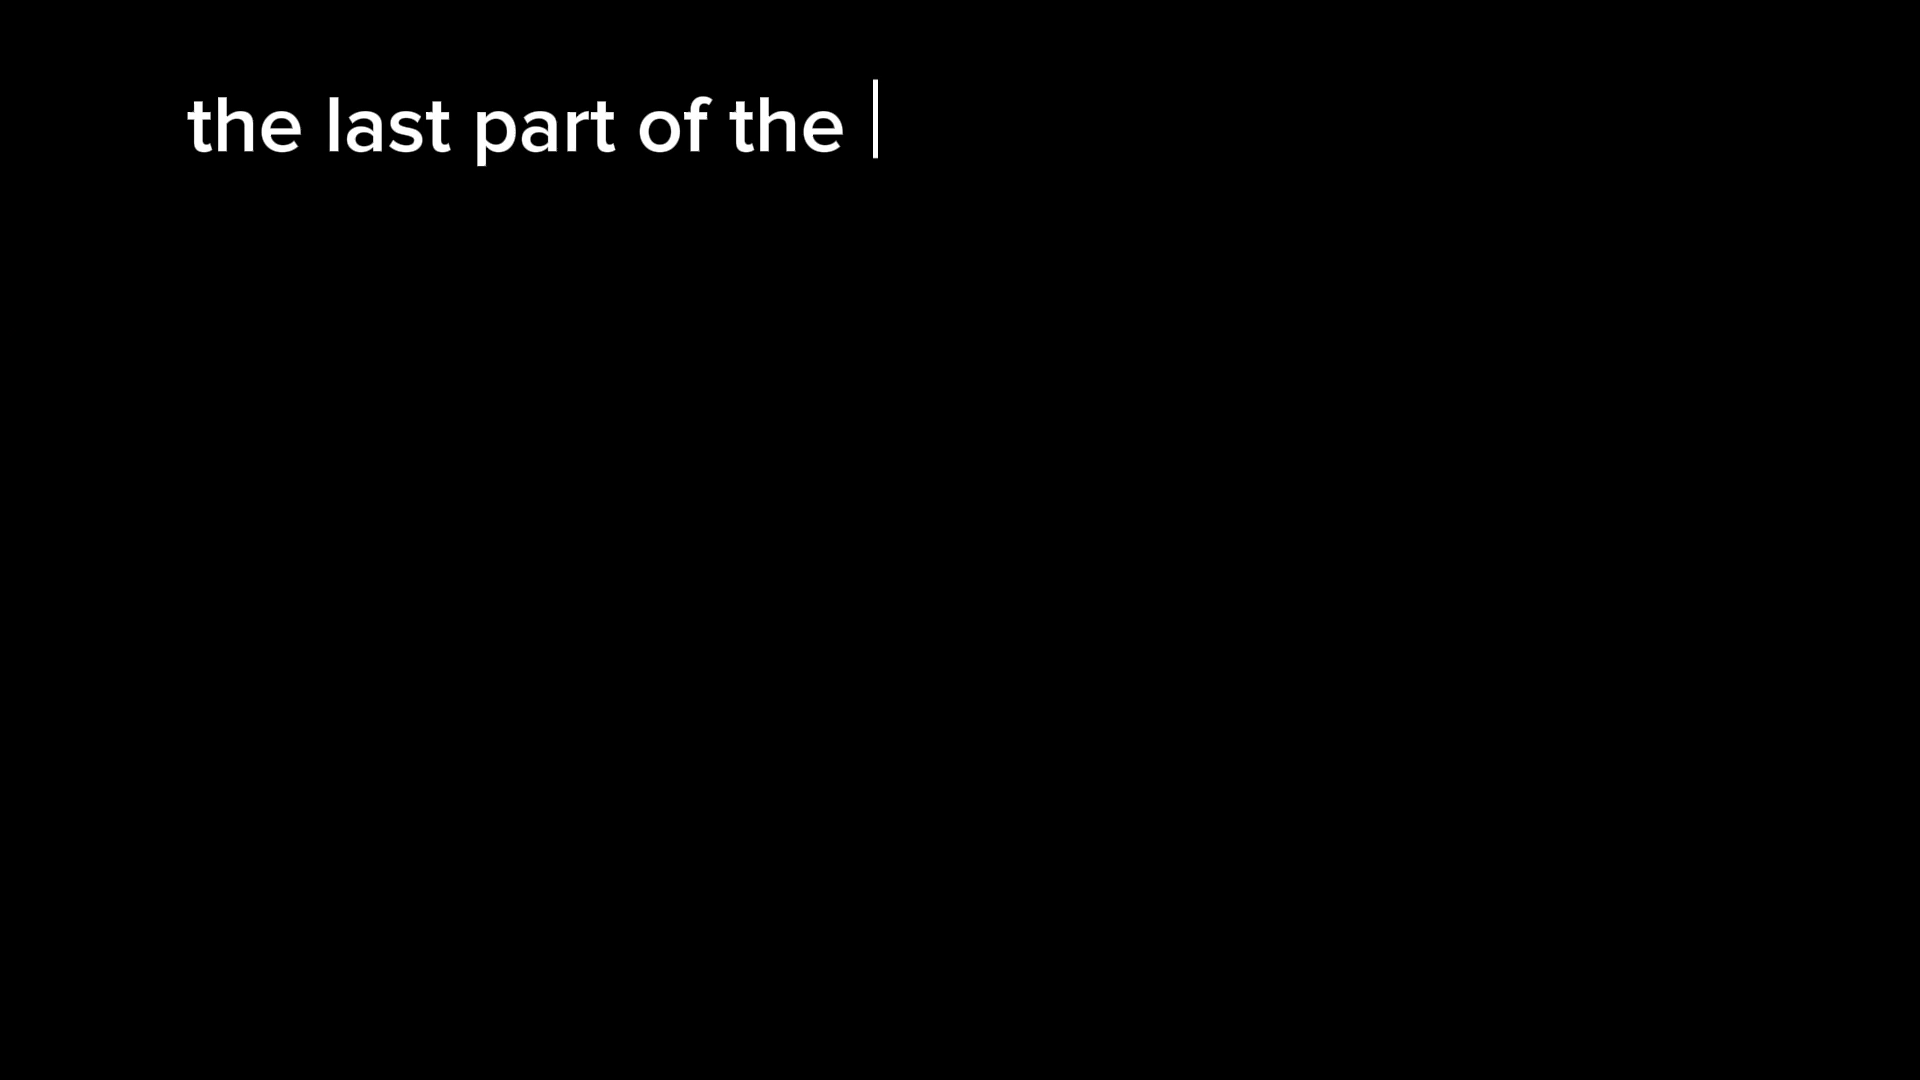 the last part of the